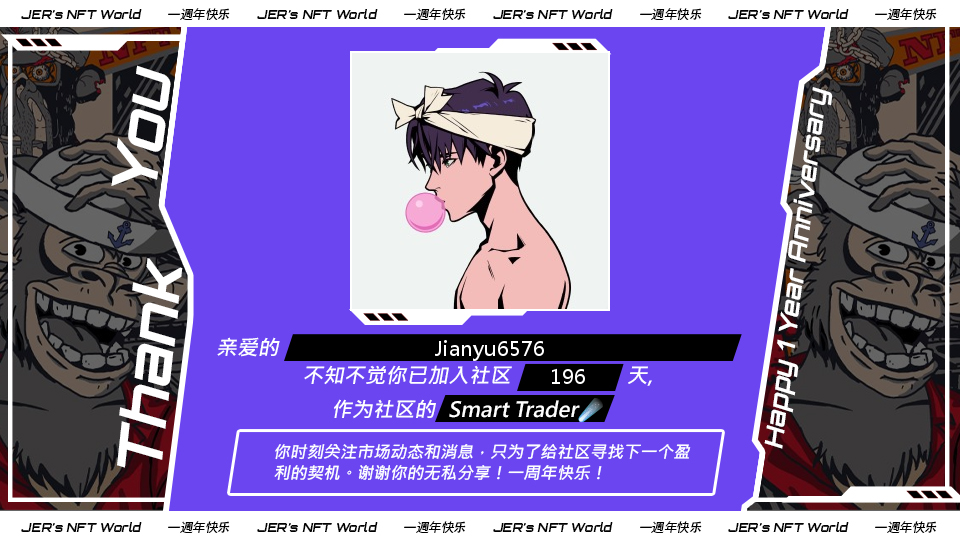 JER's NFT World 一週年快乐 JER's NFT World 一週年快乐 JER's NFT World 一週年快乐 JER's NFT World 一週年快乐
Thank You
亲爱的 Jianyu6576
不知不觉你已加入社区 196 天,
作为社区的 Smart Trader☄️
你时刻关注市场动态和消息，只为了给社区寻找下一个盈
利的契机。谢谢你的无私分享！一周年快乐！
Happy 1 Year Anniversary
JER's NFT World 一週年快乐 JER's NFT World 一週年快乐 JER's NFT World 一週年快乐 JER's NFT World 一週年快乐